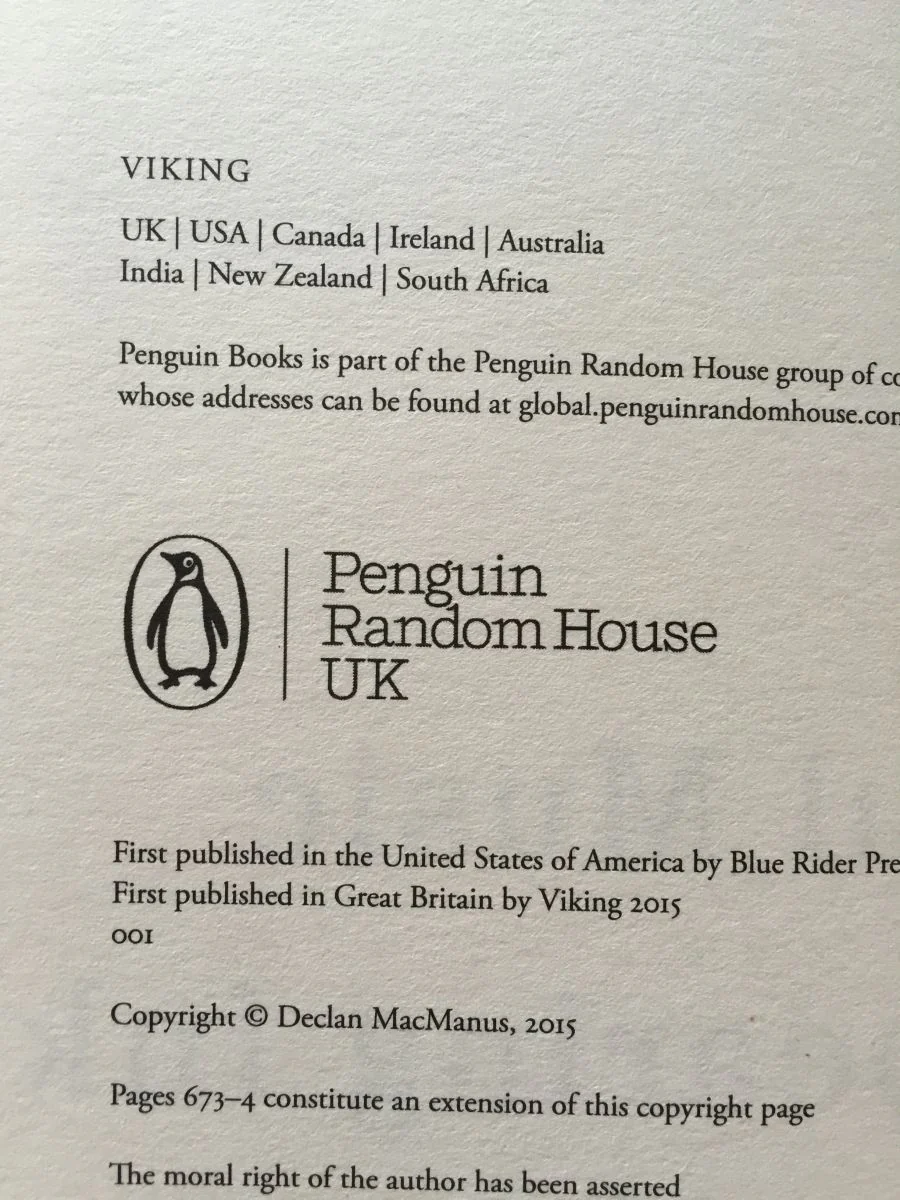 VIKING
UK | USA | Canada | Ireland | Australia
India | New Zealand | South Africa
Penguin Books is part of the Penguin Random House group of
whose addresses can be found at global.penguinrandomhouse.com
Penguin
Random House
UK
First published in the United States of America by Blue Rider
First published in Great Britain by Viking 2015
001
Copyright © Declan MacManus, 2015
Pages 673–4 constitute an extension of this copyright page
The moral right of the author has been asserted